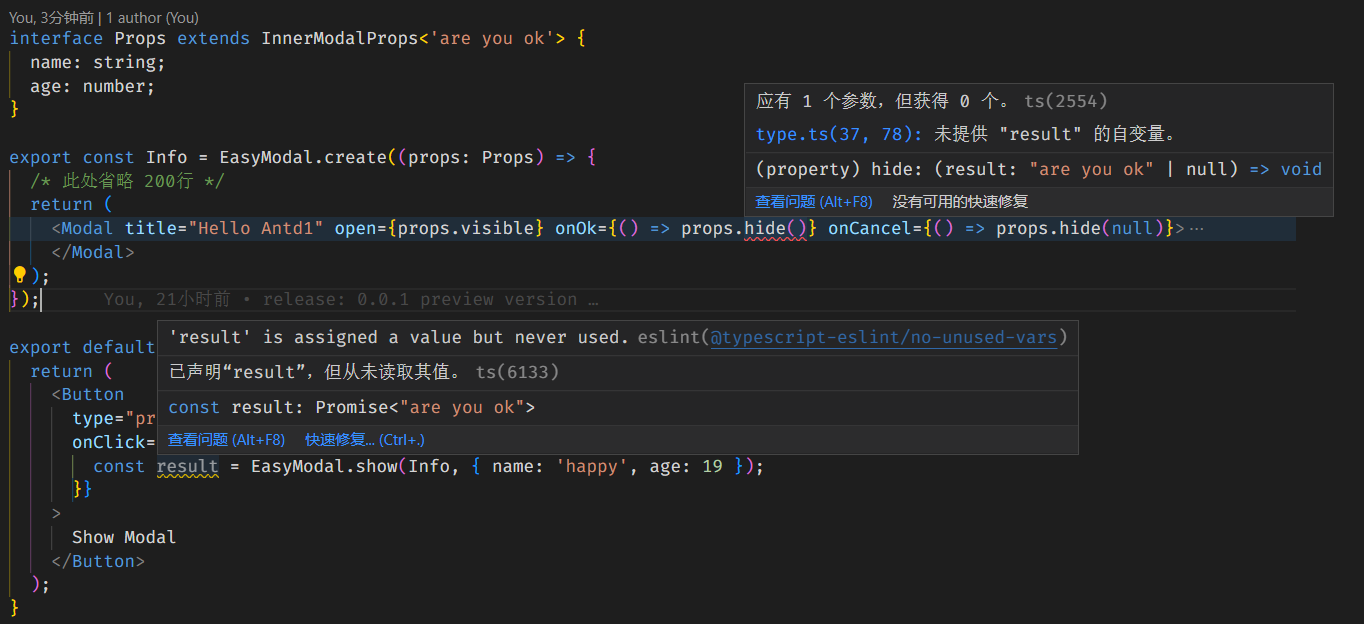 You, 3分钟前 | 1 author (You)
interface Props extends InnerModalProps<'are you ok'> {
  name: string;
  age: number;
}
应有 1 个参数，但获得 0 个。 ts(2554)
type.ts(37, 78): 未提供 "result" 的自变量。
(property) hide: (result: "are you ok" | null) => void
查看问题 (Alt+F8) 没有可用的快速修复
export const Info = EasyModal.create((props: Props) => {
  /* 此处省略 200行 */
  return (
    <Modal title="Hello Antd1" open={props.visible} onOk={() => props.hide()} onCancel={() => props.hide(null)}>…
    </Modal>
  );
}); You, 21小时前 • release: 0.0.1 preview version …
'result' is assigned a value but never used. eslint(@typescript-eslint/no-unused-vars)
已声明“result”，但从未读取其值。 ts(6133)
const result: Promise<"are you ok">
查看问题 (Alt+F8) 快速修复... (Ctrl+.)
export default
  return (
    <Button
      type="pr
      onClick=
        const result = EasyModal.show(Info, { name: 'happy', age: 19 });
      }}
    >
      Show Modal
    </Button>
  );
}